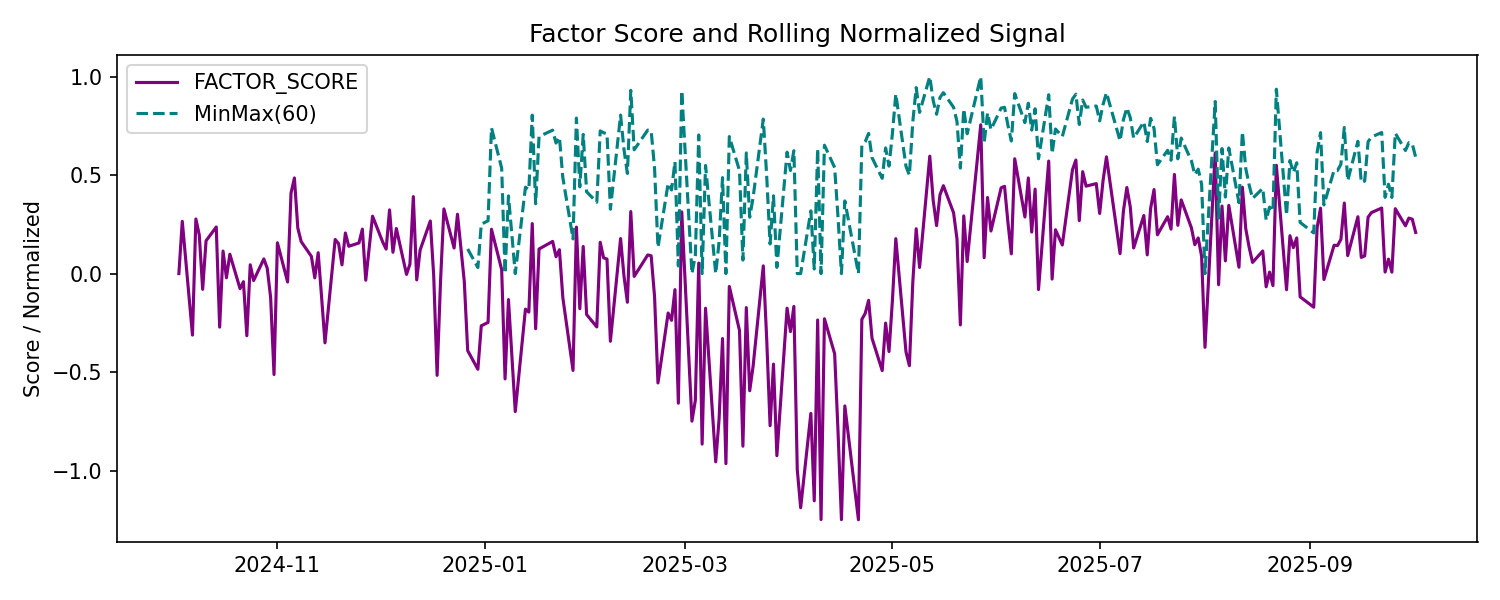 Factor Score and Rolling Normalized Signal
FACTOR_SCORE
MinMax(60)
Score / Normalized
1.0
0.5
0.0
−0.5
−1.0
2024-11
2025-01
2025-03
2025-05
2025-07
2025-09